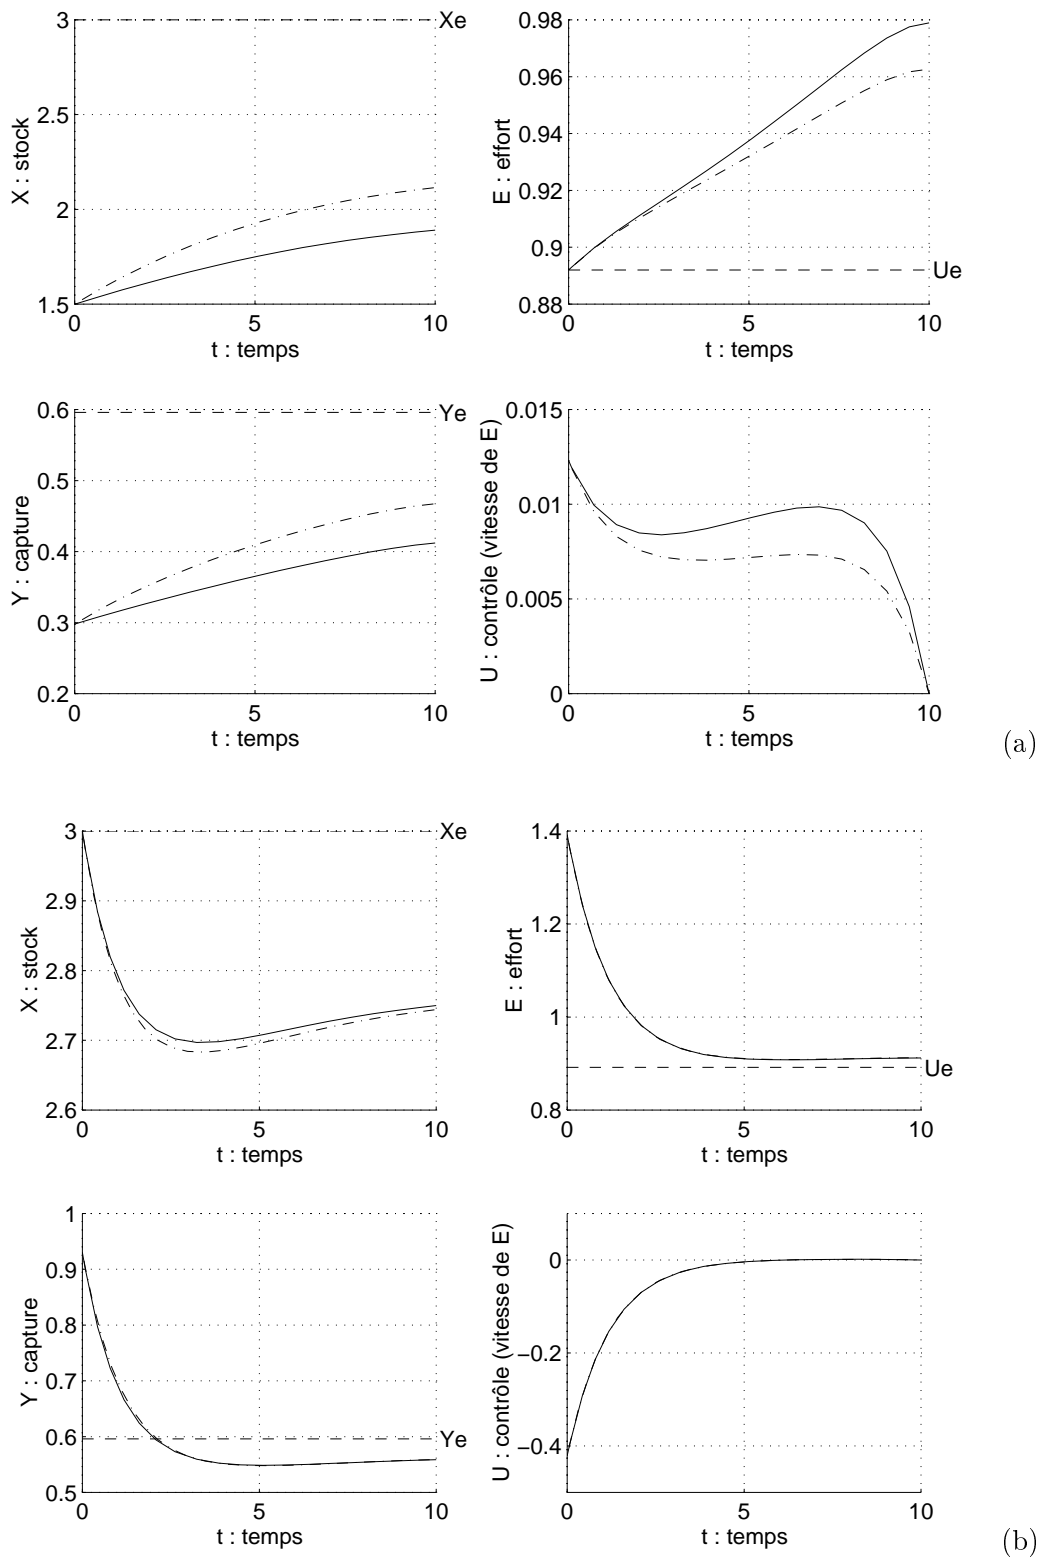 3
2.5
2
1.5
0
5
10
Xe
X : stock
t : temps
0.98
0.96
0.94
0.92
0.9
0.88
0
5
10
Ue
E : effort
t : temps
0.6
0.5
0.4
0.3
0.2
0
5
10
Ye
Y : capture
t : temps
0.015
0.01
0.005
0
0
5
10
U : contrôle (vitesse de E)
t : temps
(a)
3
2.9
2.8
2.7
2.6
0
5
10
Xe
X : stock
t : temps
1.4
1.2
1
0.8
0
5
10
Ue
E : effort
t : temps
1
0.9
0.8
0.7
0.6
0.5
0
5
10
Ye
Y : capture
t : temps
0
−0.2
−0.4
0
5
10
U : contrôle (vitesse de E)
t : temps
(b)